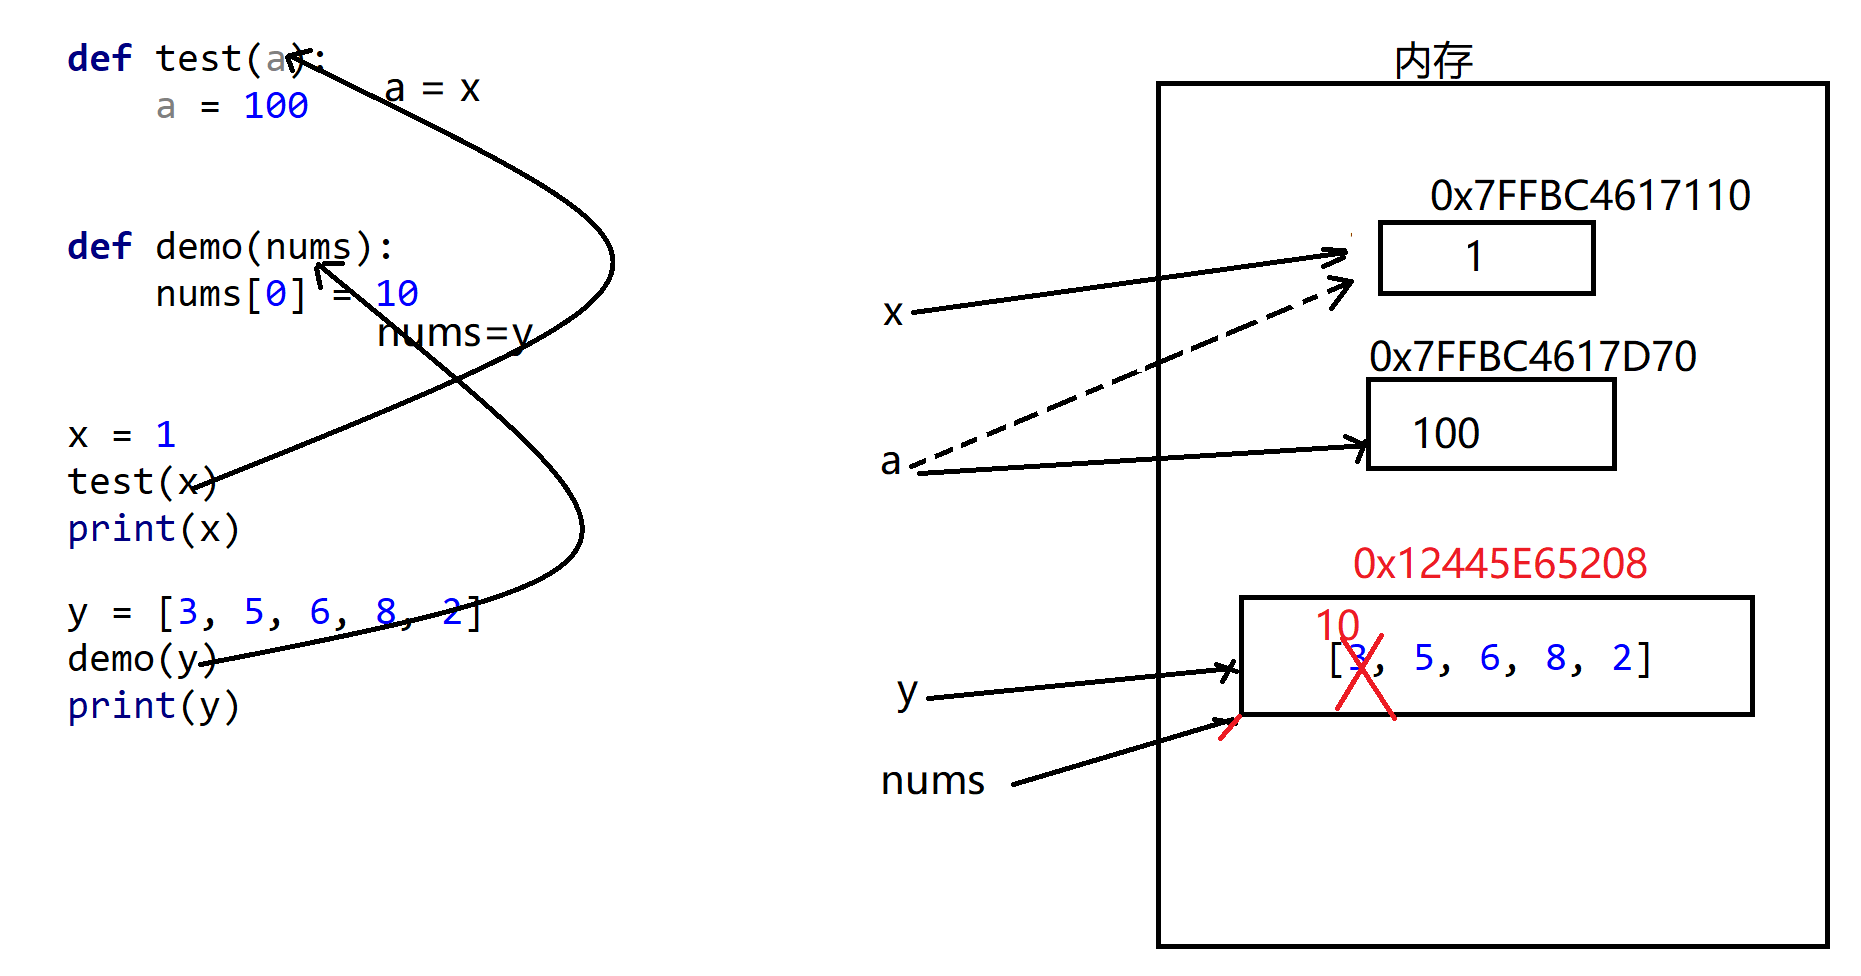 def test(a):
a = x
    a = 100
def demo(nums):
    nums[0] = 10
nums=y
x = 1
test(x)
print(x)
y = [3, 5, 6, 8, 2]
demo(y)
print(y)
内存
0x7FFBC4617110
1
x
0x7FFBC4617D70
100
a
0x12445E65208
10
[3, 5, 6, 8, 2]
y
nums